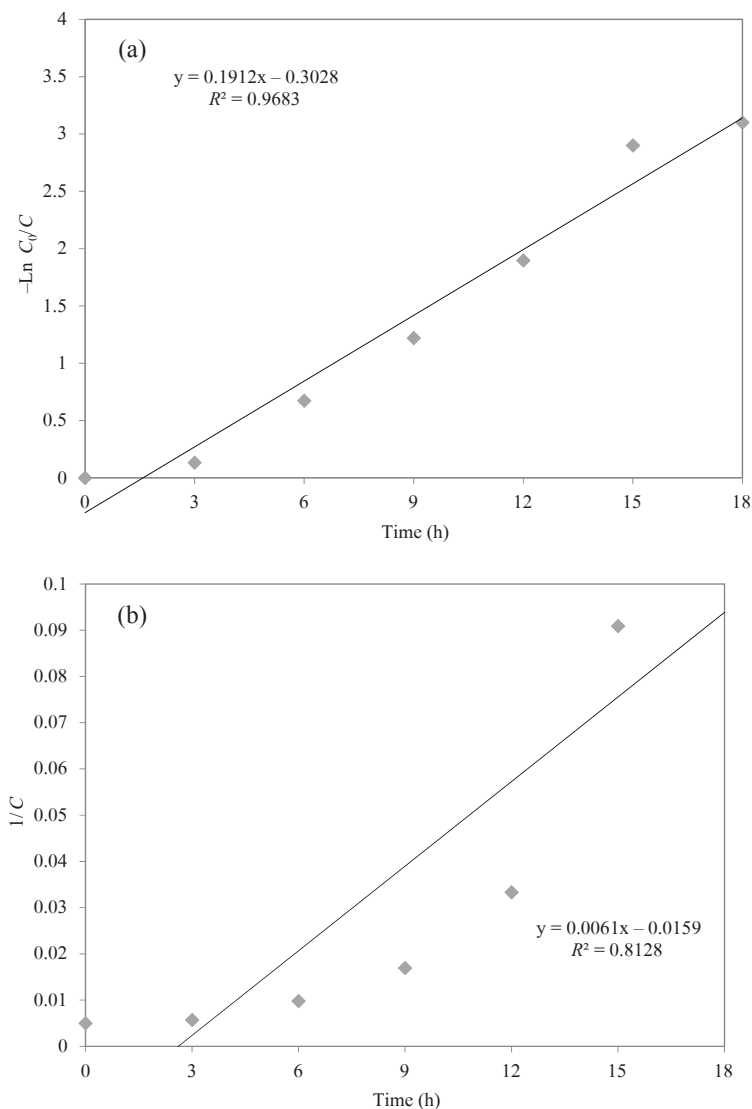 4
(a)
y = 0.1912x – 0.3028
R² = 0.9683
3.5
3
2.5
2
1.5
1
0.5
0
–Ln C₀/C
0 3 6 9 12 15 18
Time (h)
0.1
(b)
0.09
0.08
0.07
0.06
0.05
0.04
0.03
0.02
0.01
0
1/C
y = 0.0061x – 0.0159
R² = 0.8128
0 3 6 9 12 15 18
Time (h)